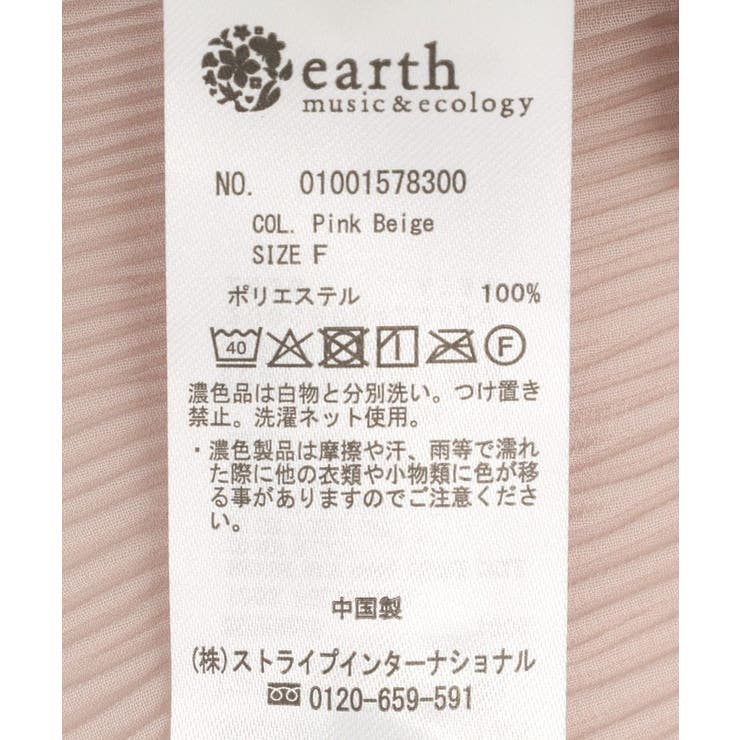 earth
music&ecology
NO. 01001578300
COL. Pink Beige
SIZE F
ポリエステル 100%
40 F
濃色品は白物と分別洗い。つけ置き
禁止。洗濯ネット使用。
・濃色製品は摩擦や汗、雨等で濡れ
た際に他の衣類や小物類に色が移
る事がありますのでご注意くださ
い。
中国製
(株)ストライプインターナショナル
0120-659-591